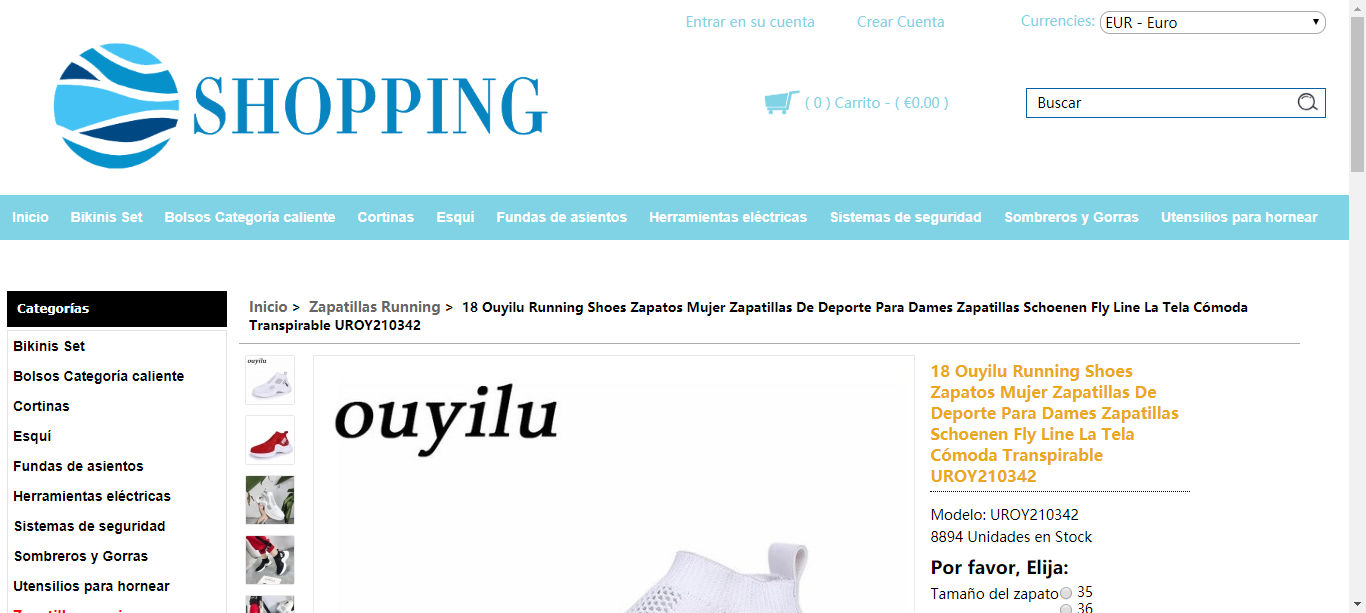 Entrar en su cuenta
Crear Cuenta
Currencies: EUR - Euro
SHOPPING
( 0 ) Carrito - ( €0.00 )
Buscar
Inicio Bikinis Set Bolsos Categoría caliente Cortinas Esquí Fundas de asientos Herramientas eléctricas Sistemas de seguridad Sombreros y Gorras Utensilios para hornear
Categorías
Bikinis Set
Bolsos Categoría caliente
Cortinas
Esquí
Fundas de asientos
Herramientas eléctricas
Sistemas de seguridad
Sombreros y Gorras
Utensilios para hornear
Inicio > Zapatillas Running > 18 Ouyilu Running Shoes Zapatos Mujer Zapatillas De Deporte Para Dames Zapatillas Schoenen Fly Line La Tela Cómoda
Transpirable UROY210342
ouyilu
ouyilu
18 Ouyilu Running Shoes
Zapatos Mujer Zapatillas De
Deporte Para Dames Zapatillas
Schoenen Fly Line La Tela
Cómoda Transpirable
UROY210342
Modelo: UROY210342
8894 Unidades en Stock
Por favor, Elija:
Tamaño del zapato 35
36